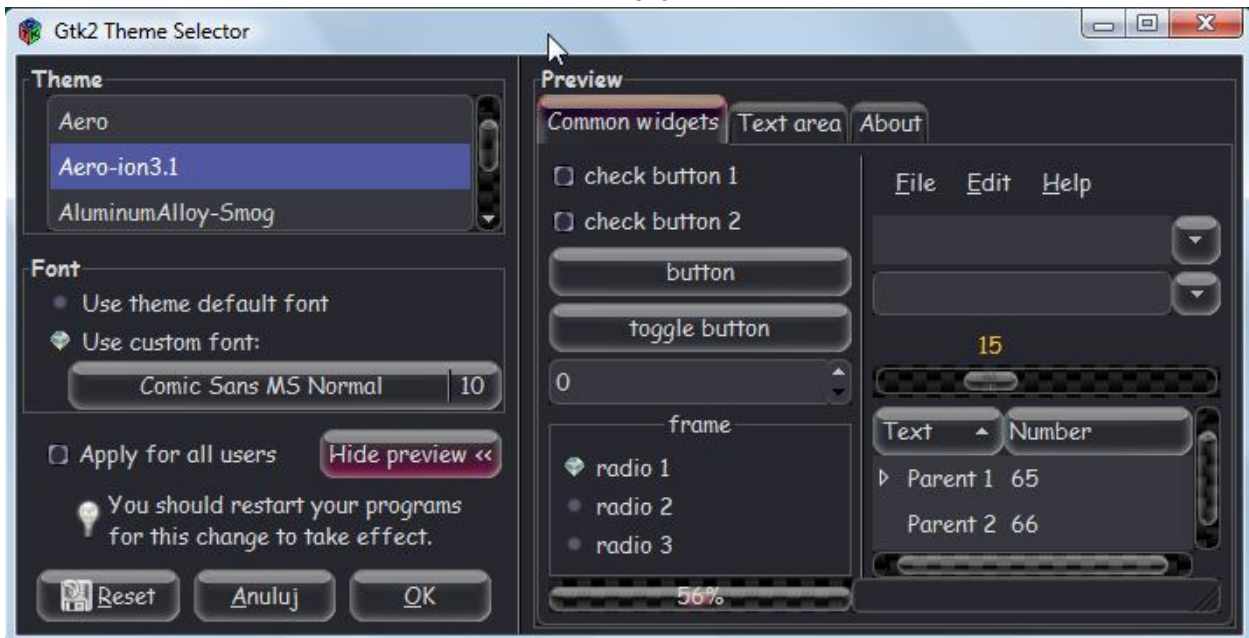 Gtk2 Theme Selector
Theme
Aero
Aero-ion3.1
AluminumAlloy-Smog
Font
Use theme default font
Use custom font:
Comic Sans MS Normal 10
Apply for all users
Hide preview <<
You should restart your programs
for this change to take effect.
Reset Anuluj OK
Preview
Common widgets Text area About
check button 1
check button 2
button
toggle button
0
frame
radio 1
radio 2
radio 3
56%
File Edit Help
15
Text Number
Parent 1 65
Parent 2 66